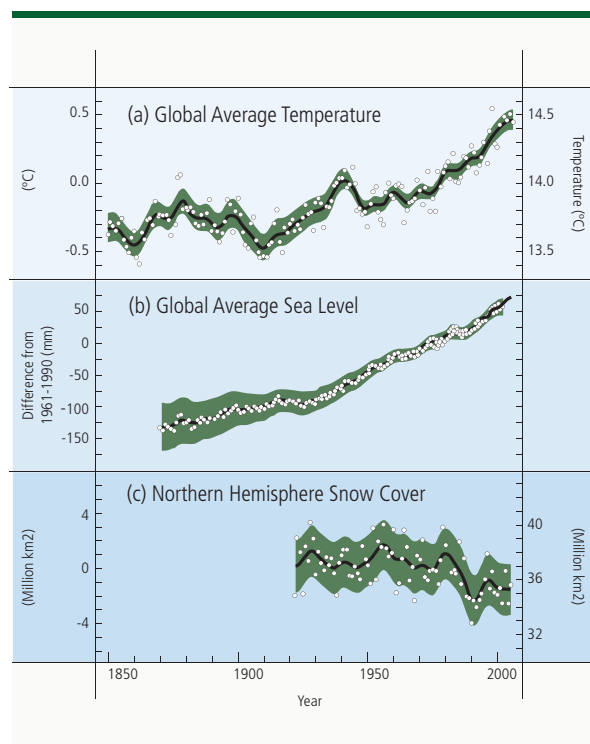 (a) Global Average Temperature
0.5
0.0
-0.5
(ºC)
14.5
14.0
13.5
Temperature (ºC)
(b) Global Average Sea Level
50
0
-50
-100
-150
Difference from
1961-1990 (mm)
(c) Northern Hemisphere Snow Cover
4
0
-4
(Million km2)
40
36
32
(Million km2)
1850 1900 1950 2000
Year